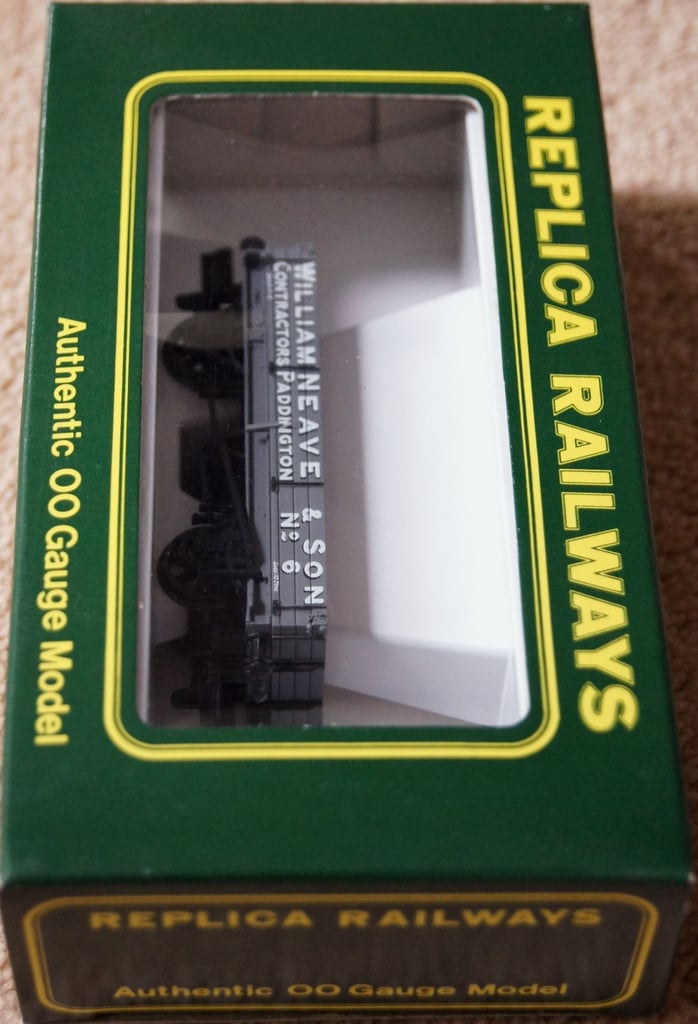 REPLICA RAILWAYS
WILLIAM NEAVE & SON
CONTRACTORS PADDINGTON Nº 6
Authentic OO Gauge Model
REPLICA RAILWAYS
Authentic OO Gauge Model